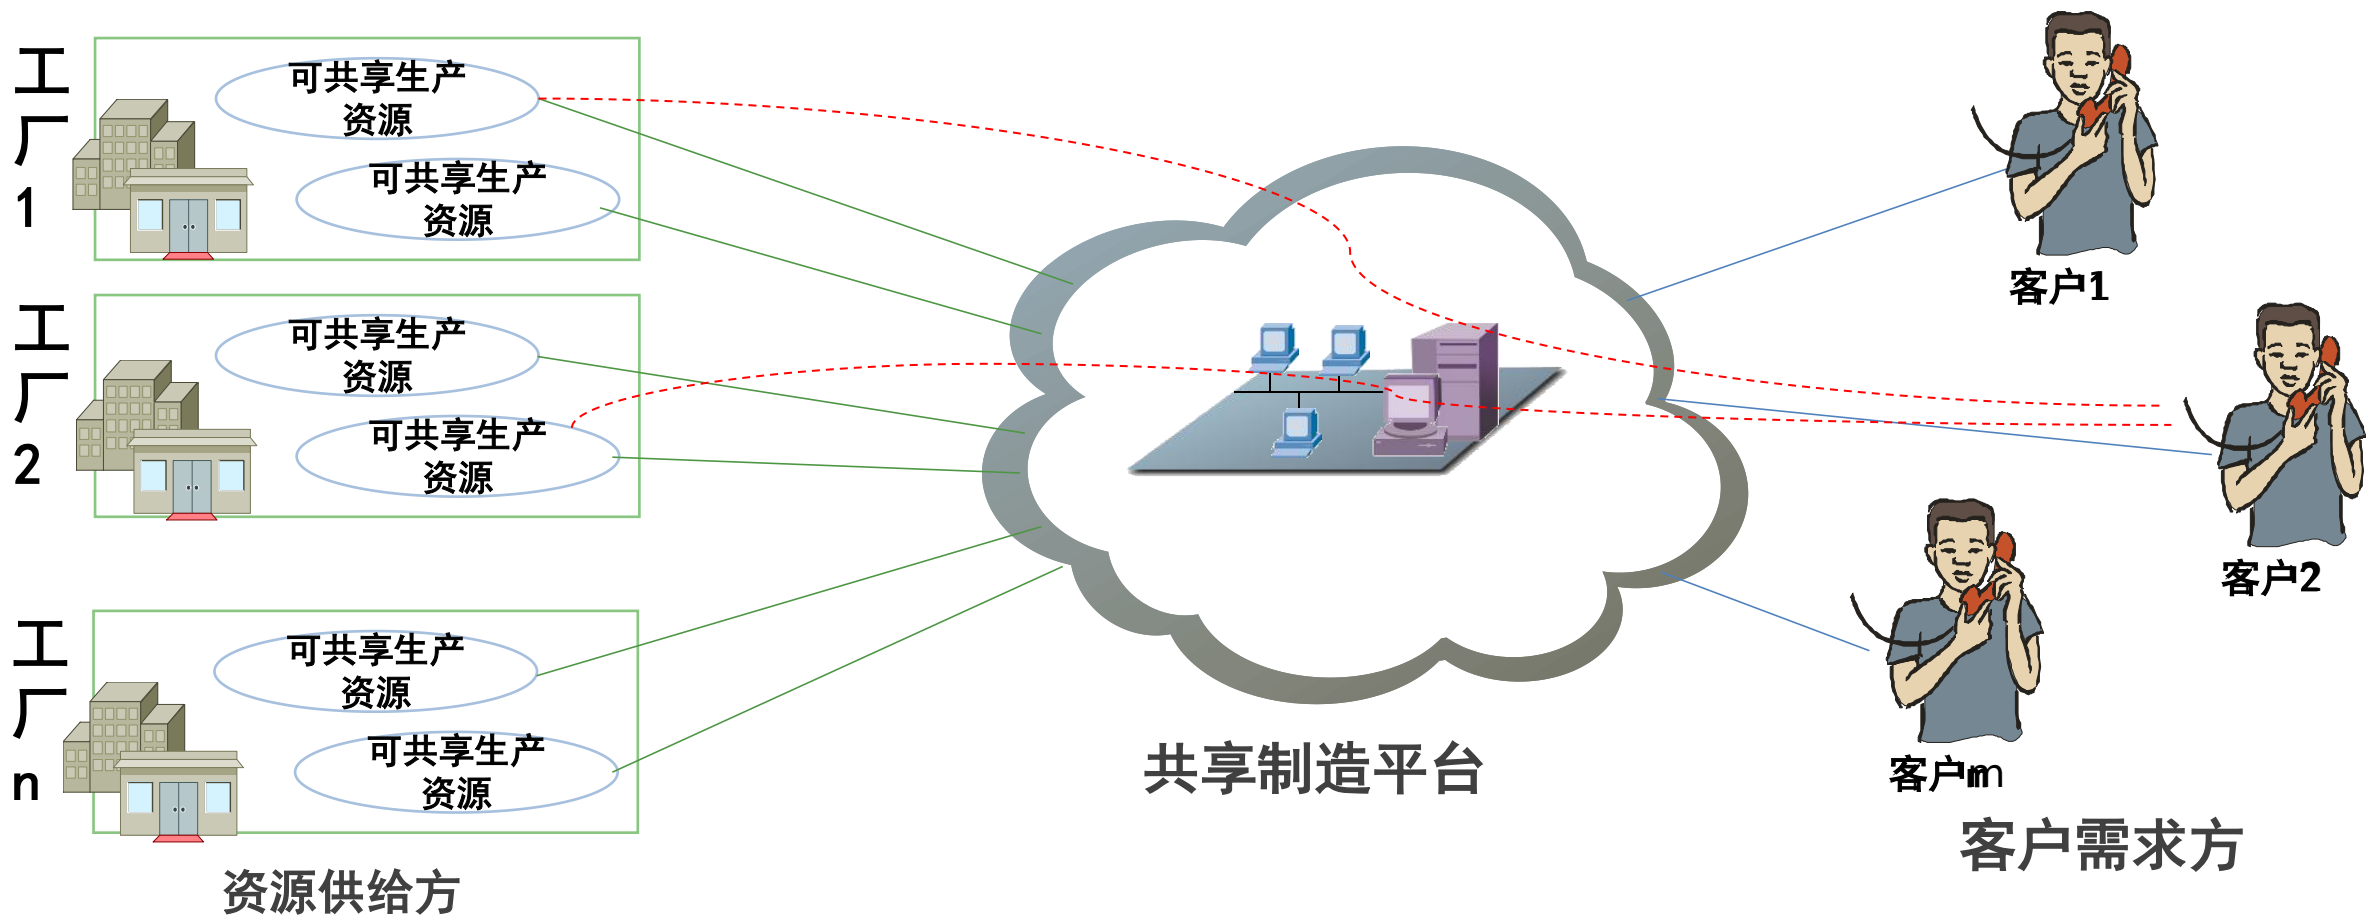 工
厂
1
可共享生产
资源
可共享生产
资源
工
厂
2
可共享生产
资源
可共享生产
资源
工
厂
n
可共享生产
资源
可共享生产
资源
资源供给方
共享制造平台
客户1
客户2
客户m
客户需求方